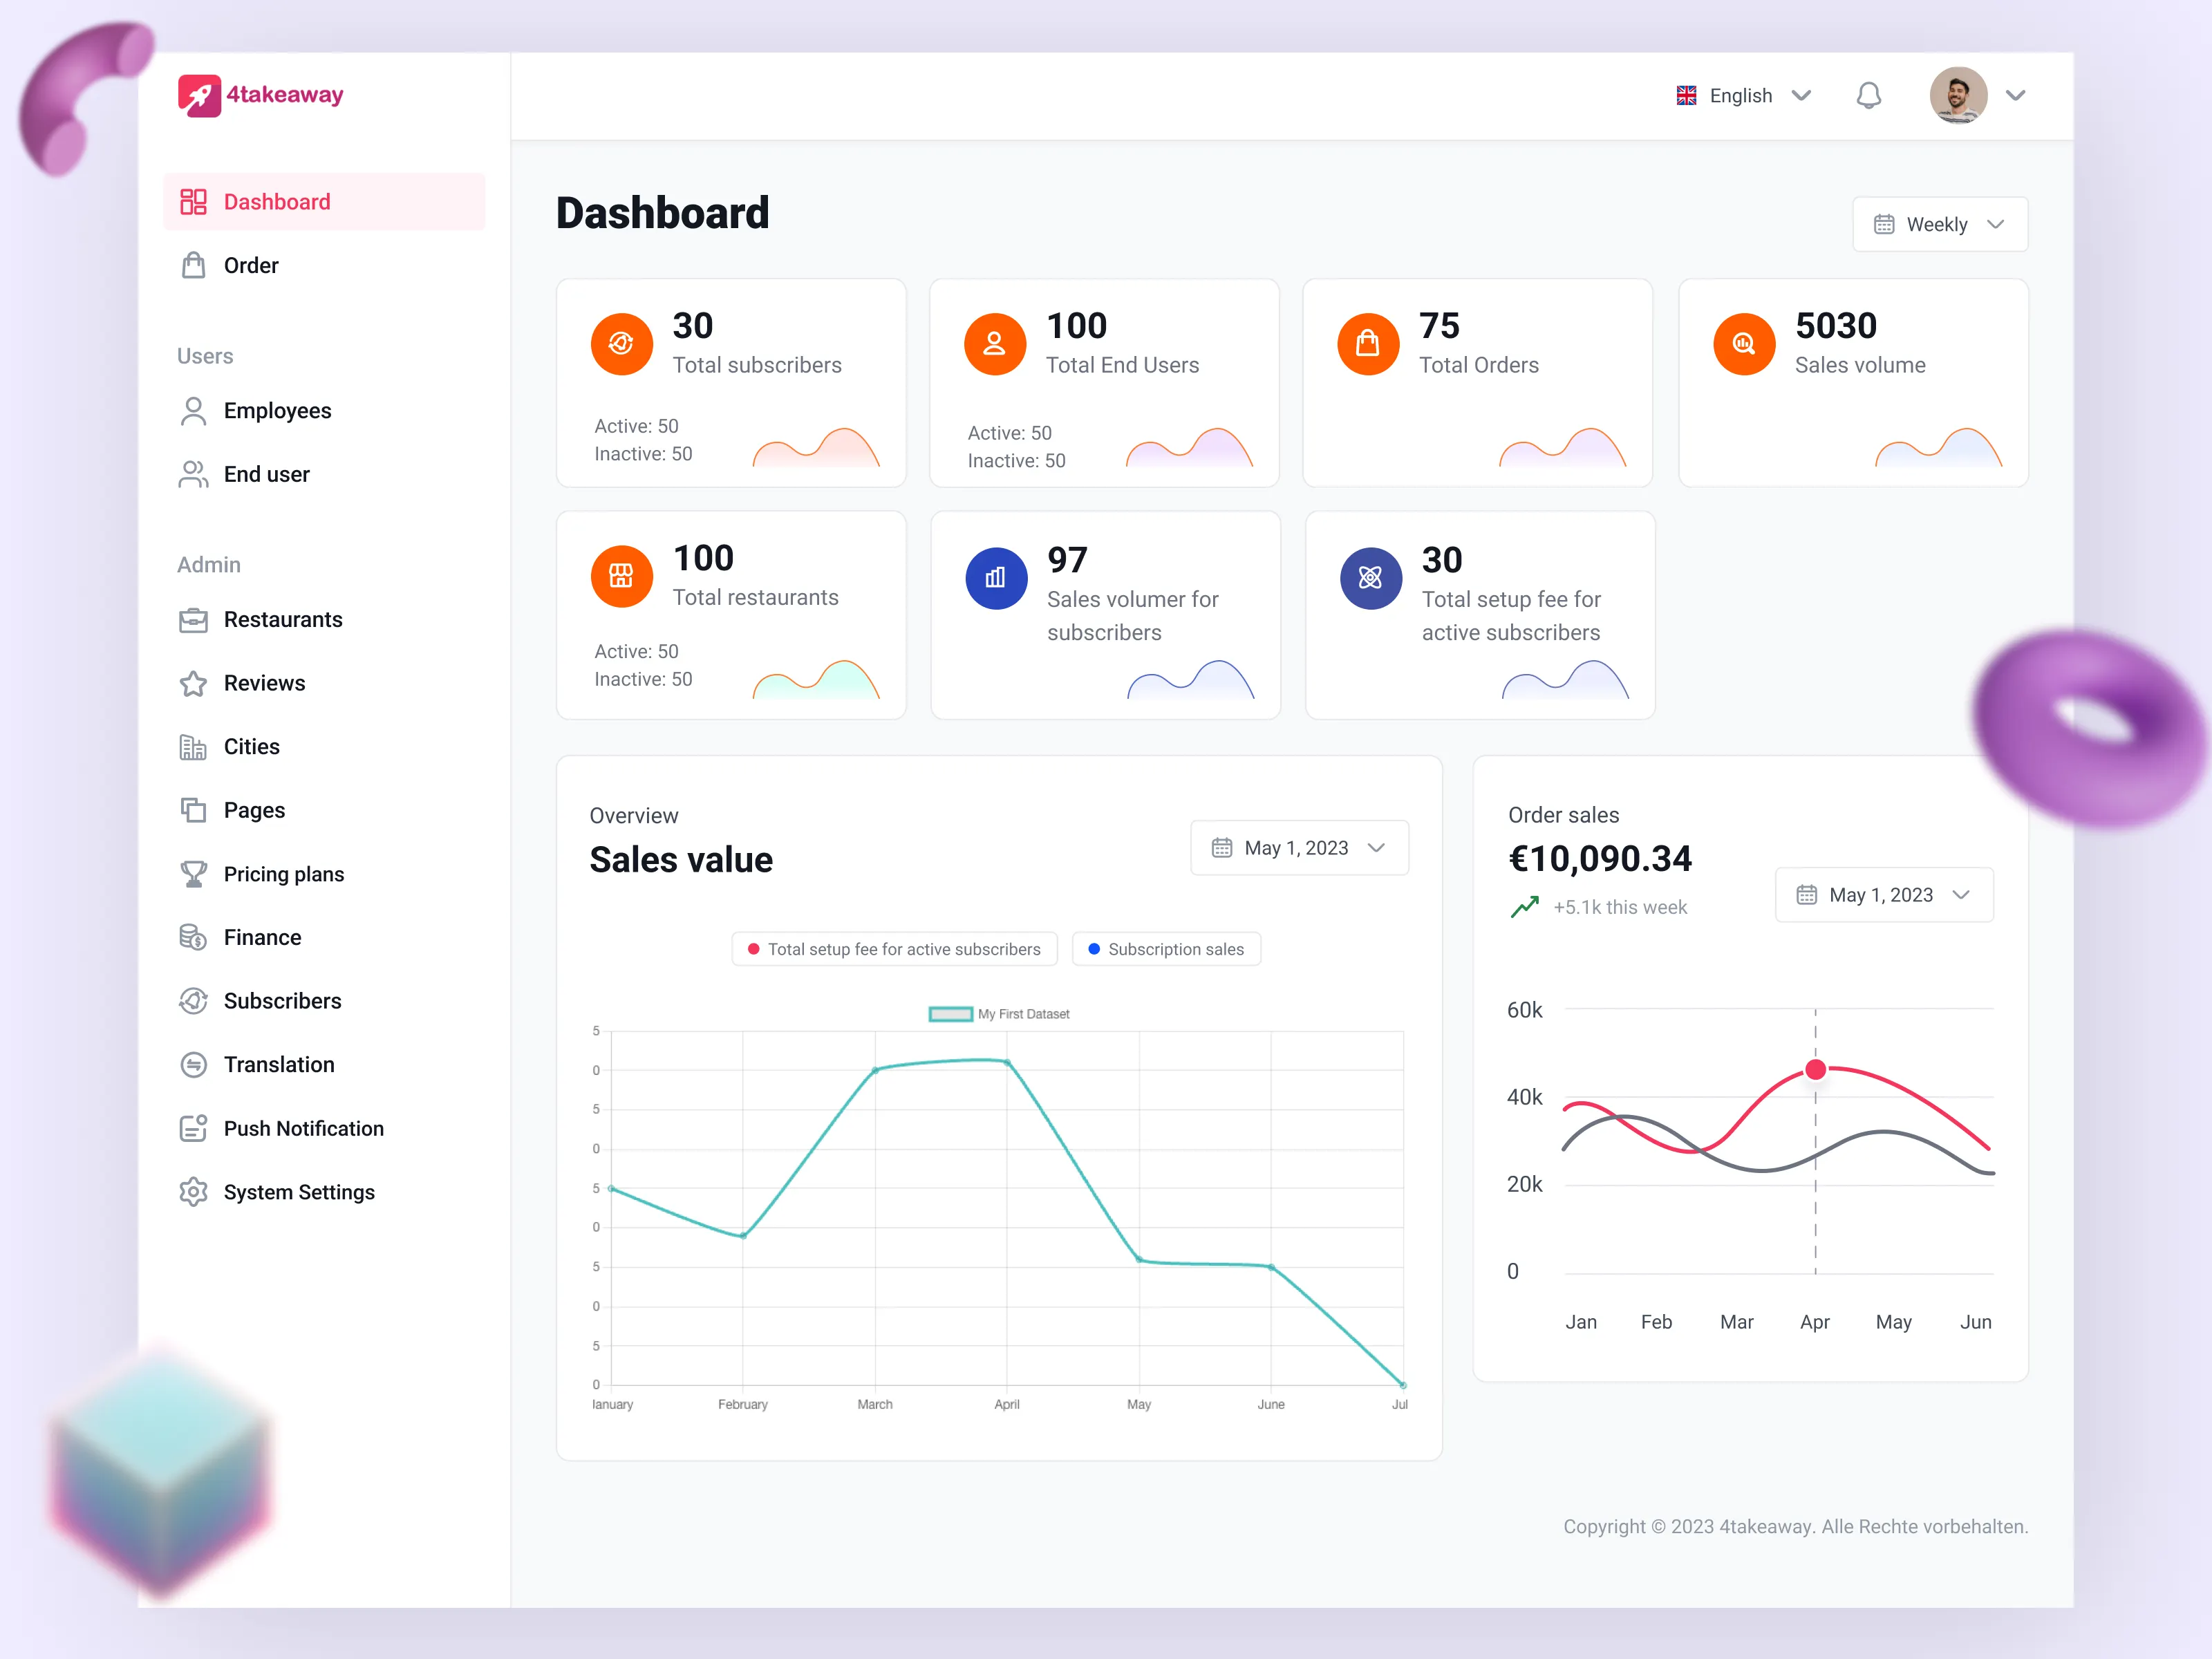 4takeaway
English
Dashboard
Order
Users
Employees
End user
Admin
Restaurants
Reviews
Cities
Pages
Pricing plans
Finance
Subscribers
Translation
Push Notification
System Settings
Dashboard
Weekly
30
Total subscribers
Active: 50
Inactive: 50
100
Total End Users
Active: 50
Inactive: 50
75
Total Orders
5030
Sales volume
100
Total restaurants
Active: 50
Inactive: 50
97
Sales volumer for
subscribers
30
Total setup fee for
active subscribers
Overview
Sales value
May 1, 2023
Total setup fee for active subscribers
Subscription sales
My First Dataset
5
0
5
0
5
0
5
0
5
0
anuary February March April May June Jul
Order sales
€10,090.34
+5.1k this week
May 1, 2023
60k
40k
20k
0
Jan Feb Mar Apr May Jun
Copyright © 2023 4takeaway. Alle Rechte vorbehalten.